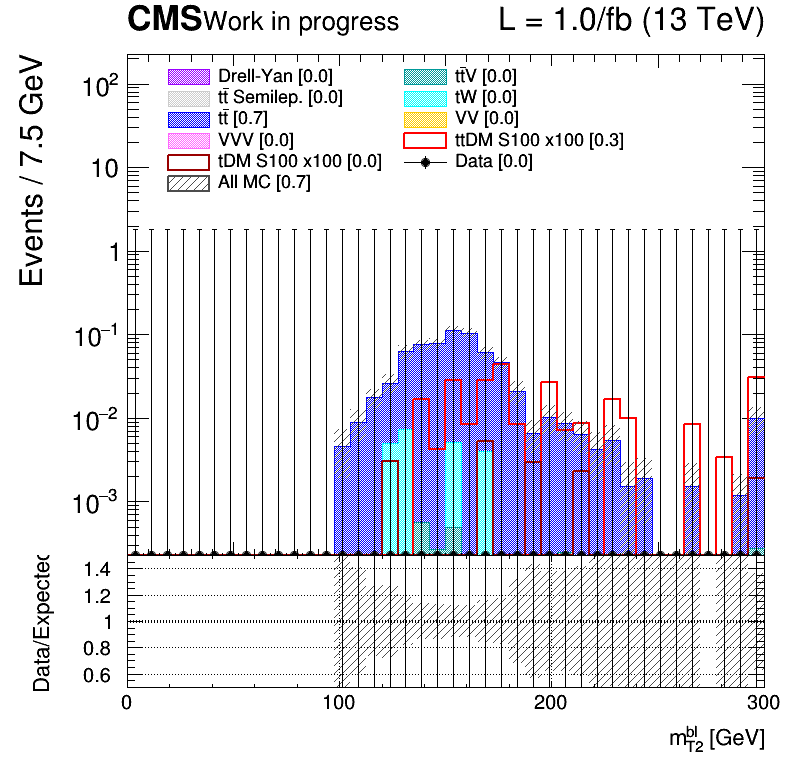 CMS Work in progress L = 1.0/fb (13 TeV)
Events / 7.5 GeV
10²
10
1
10⁻¹
10⁻²
10⁻³
Drell-Yan [0.0] tt̄V [0.0]
tt̄ Semilep. [0.0] tW [0.0]
tt̄ [0.7] VV [0.0]
VVV [0.0] ttDM S100 x100 [0.3]
tDM S100 x100 [0.0] Data [0.0]
All MC [0.7]
Data/Expected
1.4
1.2
1
0.8
0.6
0 100 200 300
m_{T2}^{bl} [GeV]